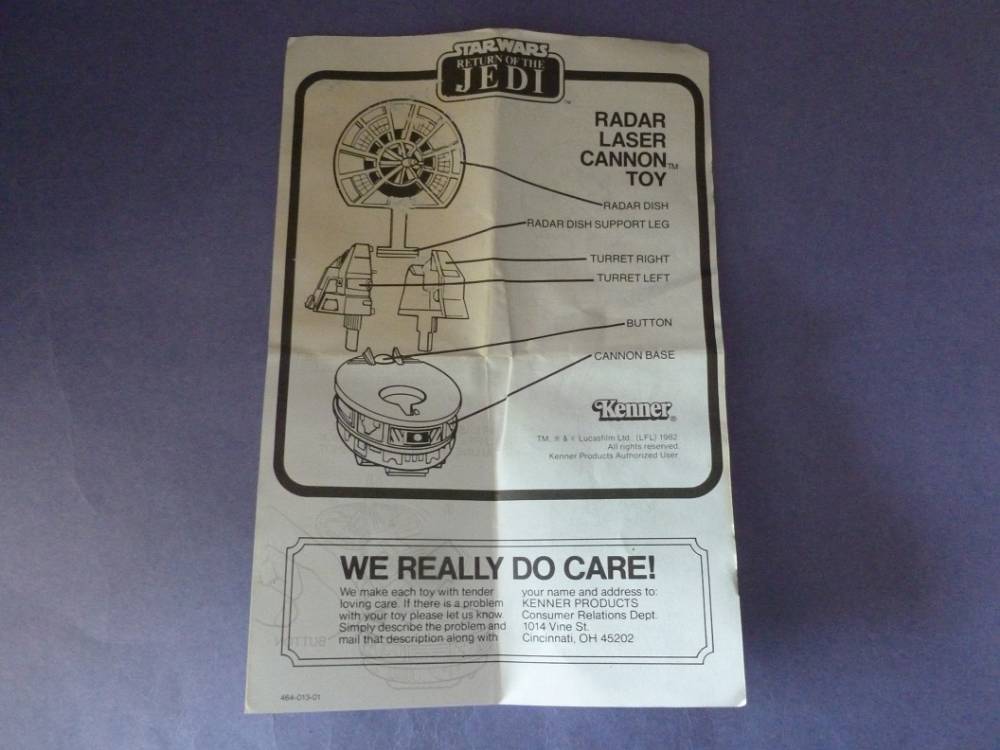 STAR WARS
RETURN OF THE
JEDI
TM
RADAR
LASER
CANNON™
TOY
RADAR DISH
RADAR DISH SUPPORT LEG
TURRET RIGHT
TURRET LEFT
BUTTON
CANNON BASE
Kenner®
TM, ® & © Lucasfilm Ltd. (LFL) 1982
All rights reserved.
Kenner Products Authorized User
WE REALLY DO CARE!
We make each toy with tender
loving care. If there is a problem
with your toy please let us know.
Simply describe the problem and
mail that description along with
your name and address to:
KENNER PRODUCTS
Consumer Relations Dept.
1014 Vine St.
Cincinnati, OH 45202
464-013-01